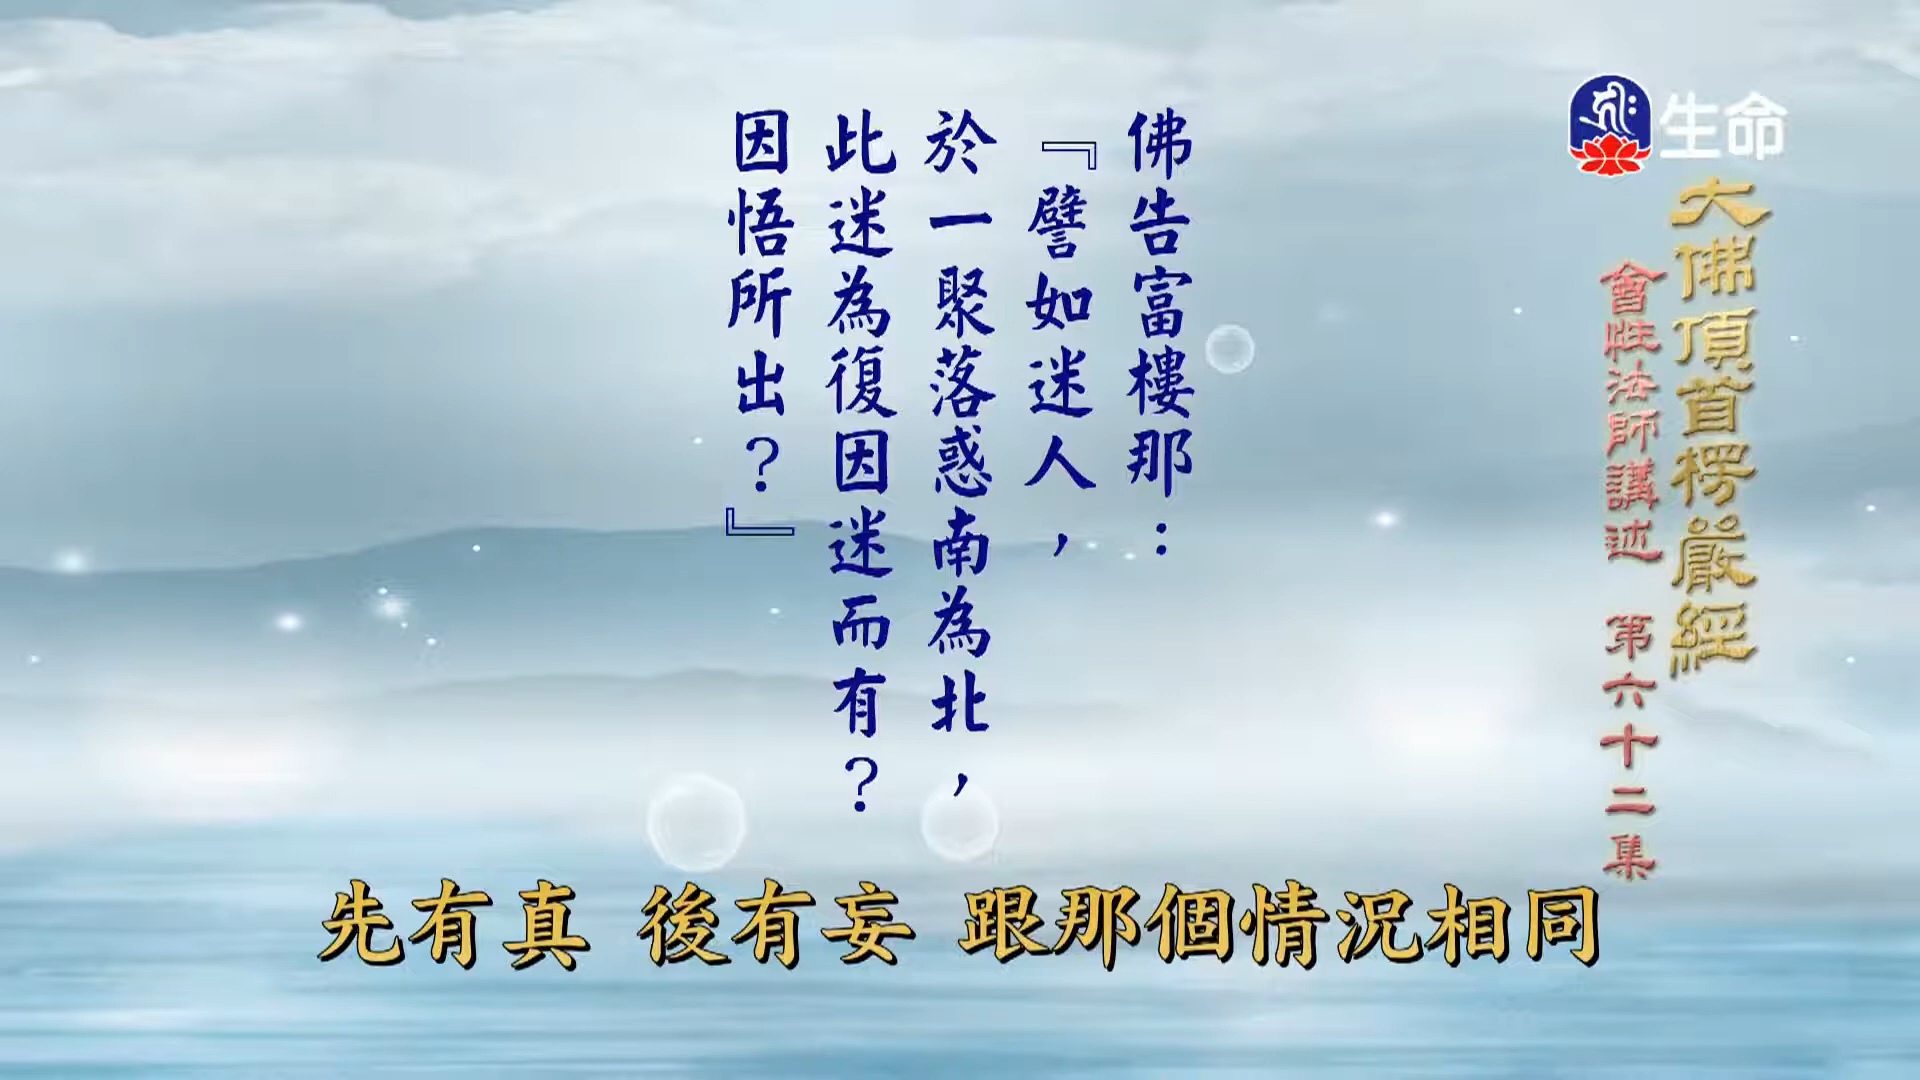 生命
大佛頂首楞嚴經
會性法師講述 第六十二集
佛告富樓那：
『譬如迷人，
於一聚落惑南為北，
此迷為復因迷而有？
因悟所出？』
先有真 後有妄 跟那個情況相同